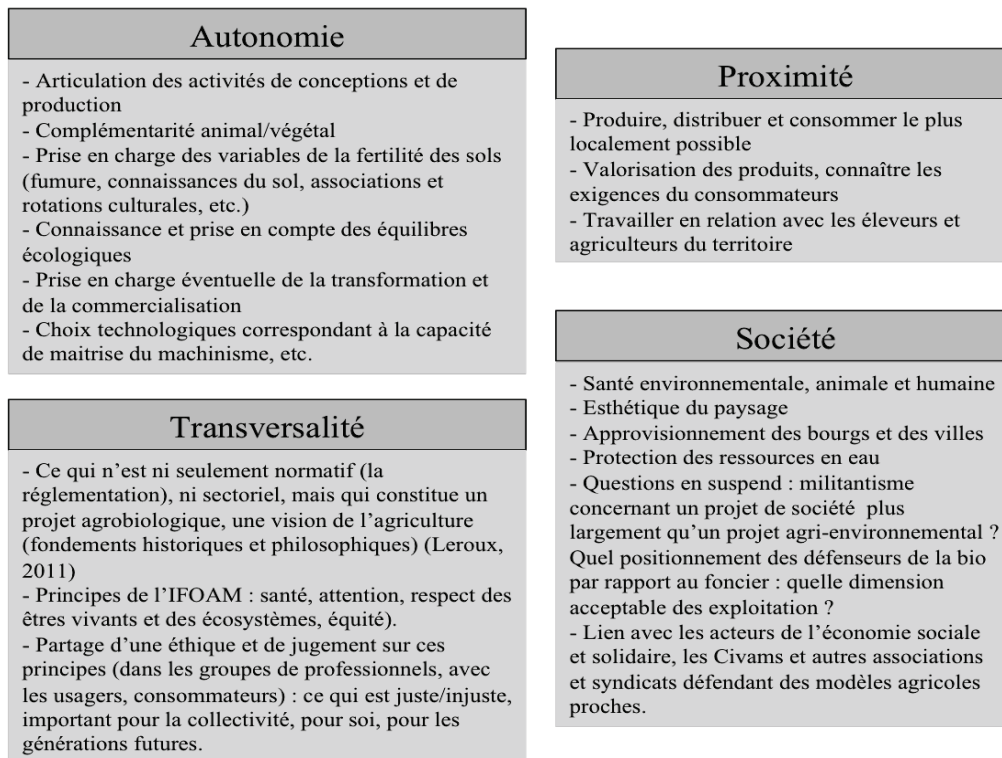 Autonomie
- Articulation des activités de conceptions et de
production
- Complémentarité animal/végétal
- Prise en charge des variables de la fertilité des sols
(fumure, connaissances du sol, associations et
rotations culturales, etc.)
- Connaissance et prise en compte des équilibres
écologiques
- Prise en charge éventuelle de la transformation et
de la commercialisation
- Choix technologiques correspondant à la capacité
de maitrise du machinisme, etc.
Transversalité
- Ce qui n’est ni seulement normatif (la
réglementation), ni sectoriel, mais qui constitue un
projet agrobiologique, une vision de l’agriculture
(fondements historiques et philosophiques) (Leroux,
2011)
- Principes de l’IFOAM : santé, attention, respect des
êtres vivants et des écosystèmes, équité).
- Partage d’une éthique et de jugement sur ces
principes (dans les groupes de professionnels, avec
les usagers, consommateurs) : ce qui est juste/injuste,
important pour la collectivité, pour soi, pour les
générations futures.
Proximité
- Produire, distribuer et consommer le plus
localement possible
- Valorisation des produits, connaître les
exigences du consommateurs
- Travailler en relation avec les éleveurs et
agriculteurs du territoire
Société
- Santé environnementale, animale et humaine
- Esthétique du paysage
- Approvisionnement des bourgs et des villes
- Protection des ressources en eau
- Questions en suspend : militantisme
concernant un projet de société plus
largement qu’un projet agri-environnemental ?
Quel positionnement des défenseurs de la bio
par rapport au foncier : quelle dimension
acceptable des exploitation ?
- Lien avec les acteurs de l’économie sociale
et solidaire, les Civams et autres associations
et syndicats défendant des modèles agricoles
proches.